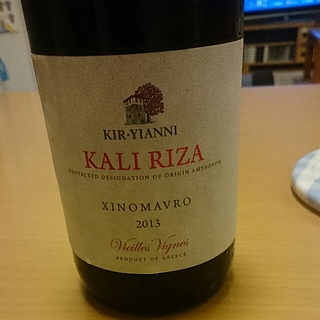 KIR·YIANNI
KALI RIZA
PROTECTED DESIGNATION OF ORIGIN AMYNDEON
XINOMAVRO
2013
Vieilles Vignes
PRODUCT OF GREECE